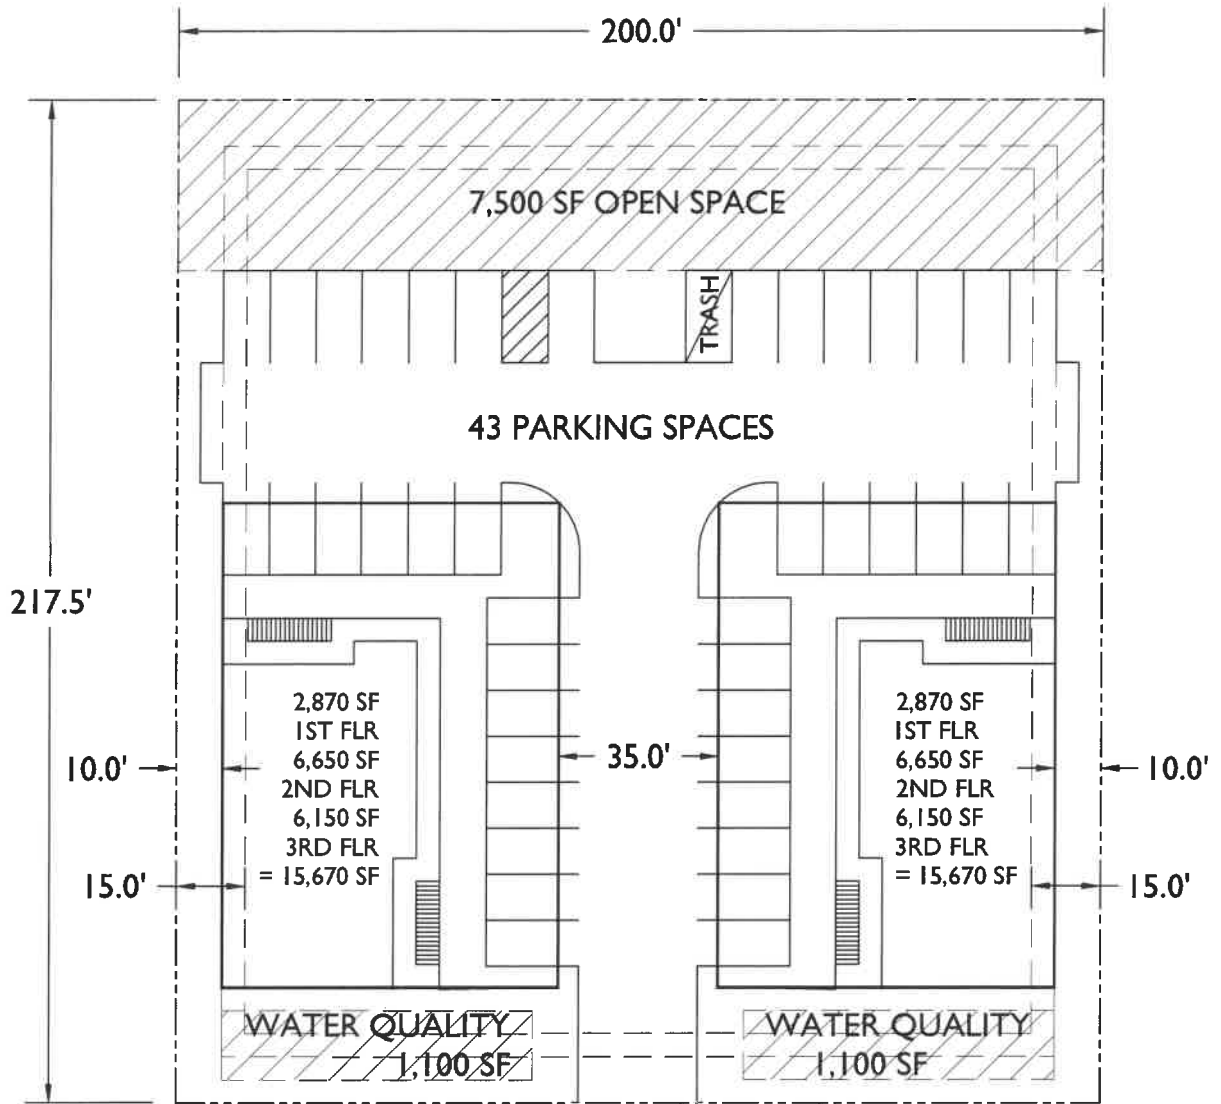 200.0'
7,500 SF OPEN SPACE
TRASH
43 PARKING SPACES
217.5'
2,870 SF
1ST FLR
6,650 SF
2ND FLR
6,150 SF
3RD FLR
= 15,670 SF
2,870 SF
1ST FLR
6,650 SF
2ND FLR
6,150 SF
3RD FLR
= 15,670 SF
10.0'
35.0'
10.0'
15.0'
15.0'
WATER QUALITY
1,100 SF
WATER QUALITY
1,100 SF